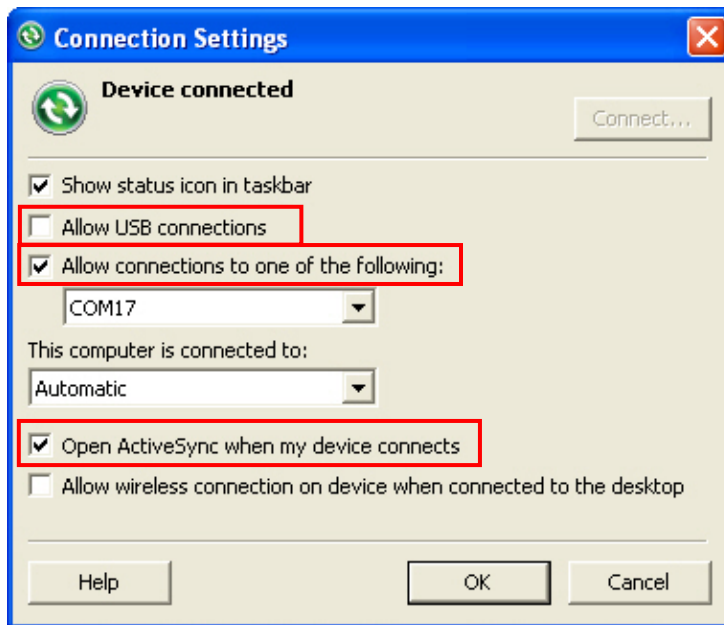 Connection Settings
Device connected
Connect...
Show status icon in taskbar
Allow USB connections
Allow connections to one of the following:
COM17
This computer is connected to:
Automatic
Open ActiveSync when my device connects
Allow wireless connection on device when connected to the desktop
Help OK Cancel